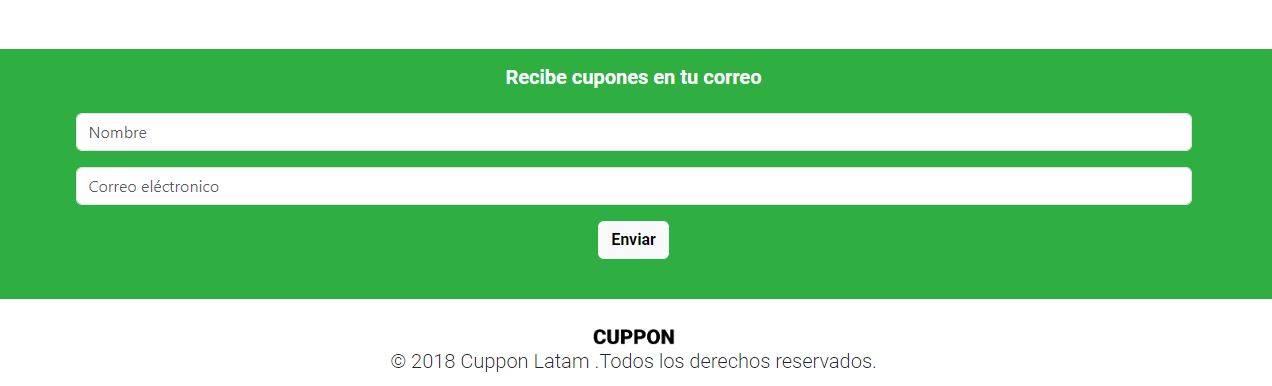 Recibe cupones en tu correo
Nombre
Correo eléctronico
Enviar
CUPPON
© 2018 Cuppon Latam .Todos los derechos reservados.